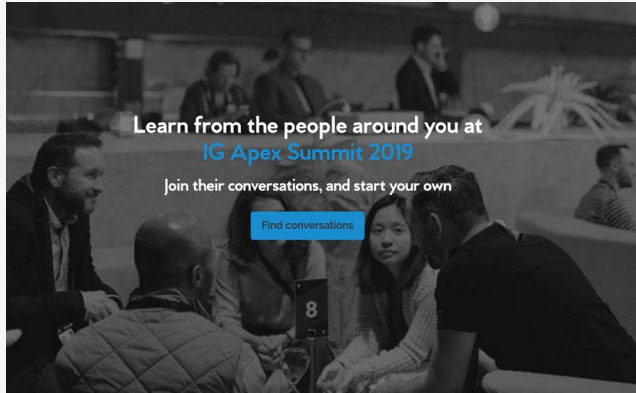 Learn from the people around you at
IG Apex Summit 2019
Join their conversations, and start your own
Find conversations
8